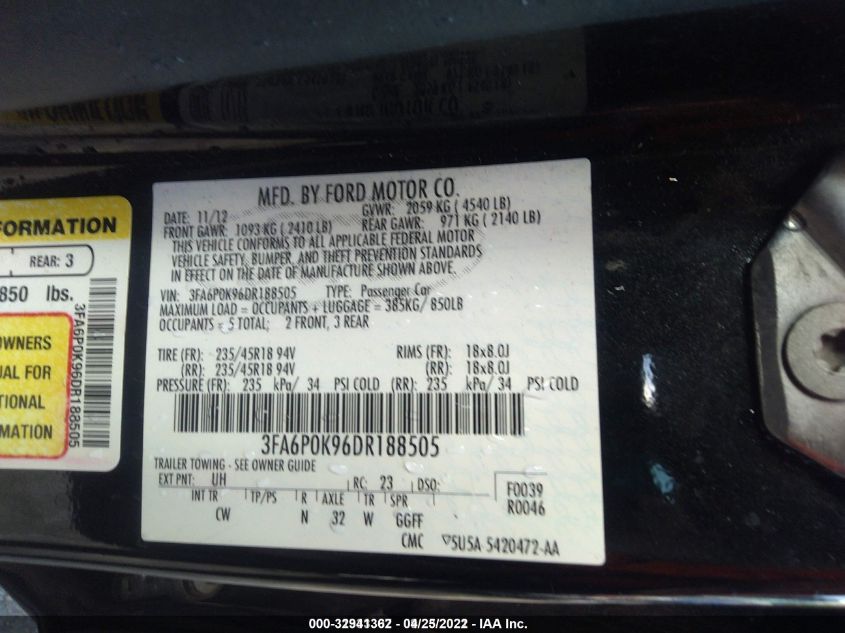 MFD. BY FORD MOTOR CO.
DATE: 11/12 GVWR: 2059 KG ( 4540 LB)
FRONT GAWR: 1093 KG ( 2410 LB) REAR GAWR: 971 KG ( 2140 LB)
THIS VEHICLE CONFORMS TO ALL APPLICABLE FEDERAL MOTOR
VEHICLE SAFETY, BUMPER, AND THEFT PREVENTION STANDARDS
IN EFFECT ON THE DATE OF MANUFACTURE SHOWN ABOVE.
VIN: 3FA6P0K96DR188505 TYPE: Passenger Car
MAXIMUM LOAD = OCCUPANTS + LUGGAGE = 385KG/ 850LB
OCCUPANTS = 5 TOTAL; 2 FRONT, 3 REAR
TIRE (FR): 235/45R18 94V RIMS (FR): 18x8.0J
(RR): 235/45R18 94V (RR): 18x8.0J
PRESSURE (FR): 235 kPa/ 34 PSI COLD (RR): 235 kPa/ 34 PSI COLD
3FA6P0K96DR188505
TRAILER TOWING - SEE OWNER GUIDE
EXT PNT: UH RC: 23 DSO:
INT TR TP/PS R AXLE TR SPR
CW N 32 W GGFF
F0039
R0046
CMC ▽5U5A 5420472-AA
FORMATION
REAR: 3
850 lbs.
OWNERS
UAL FOR
TIONAL
RMATION
3FA6P0K96DR188505
000-32941362 - 04/25/2022 - IAA Inc.